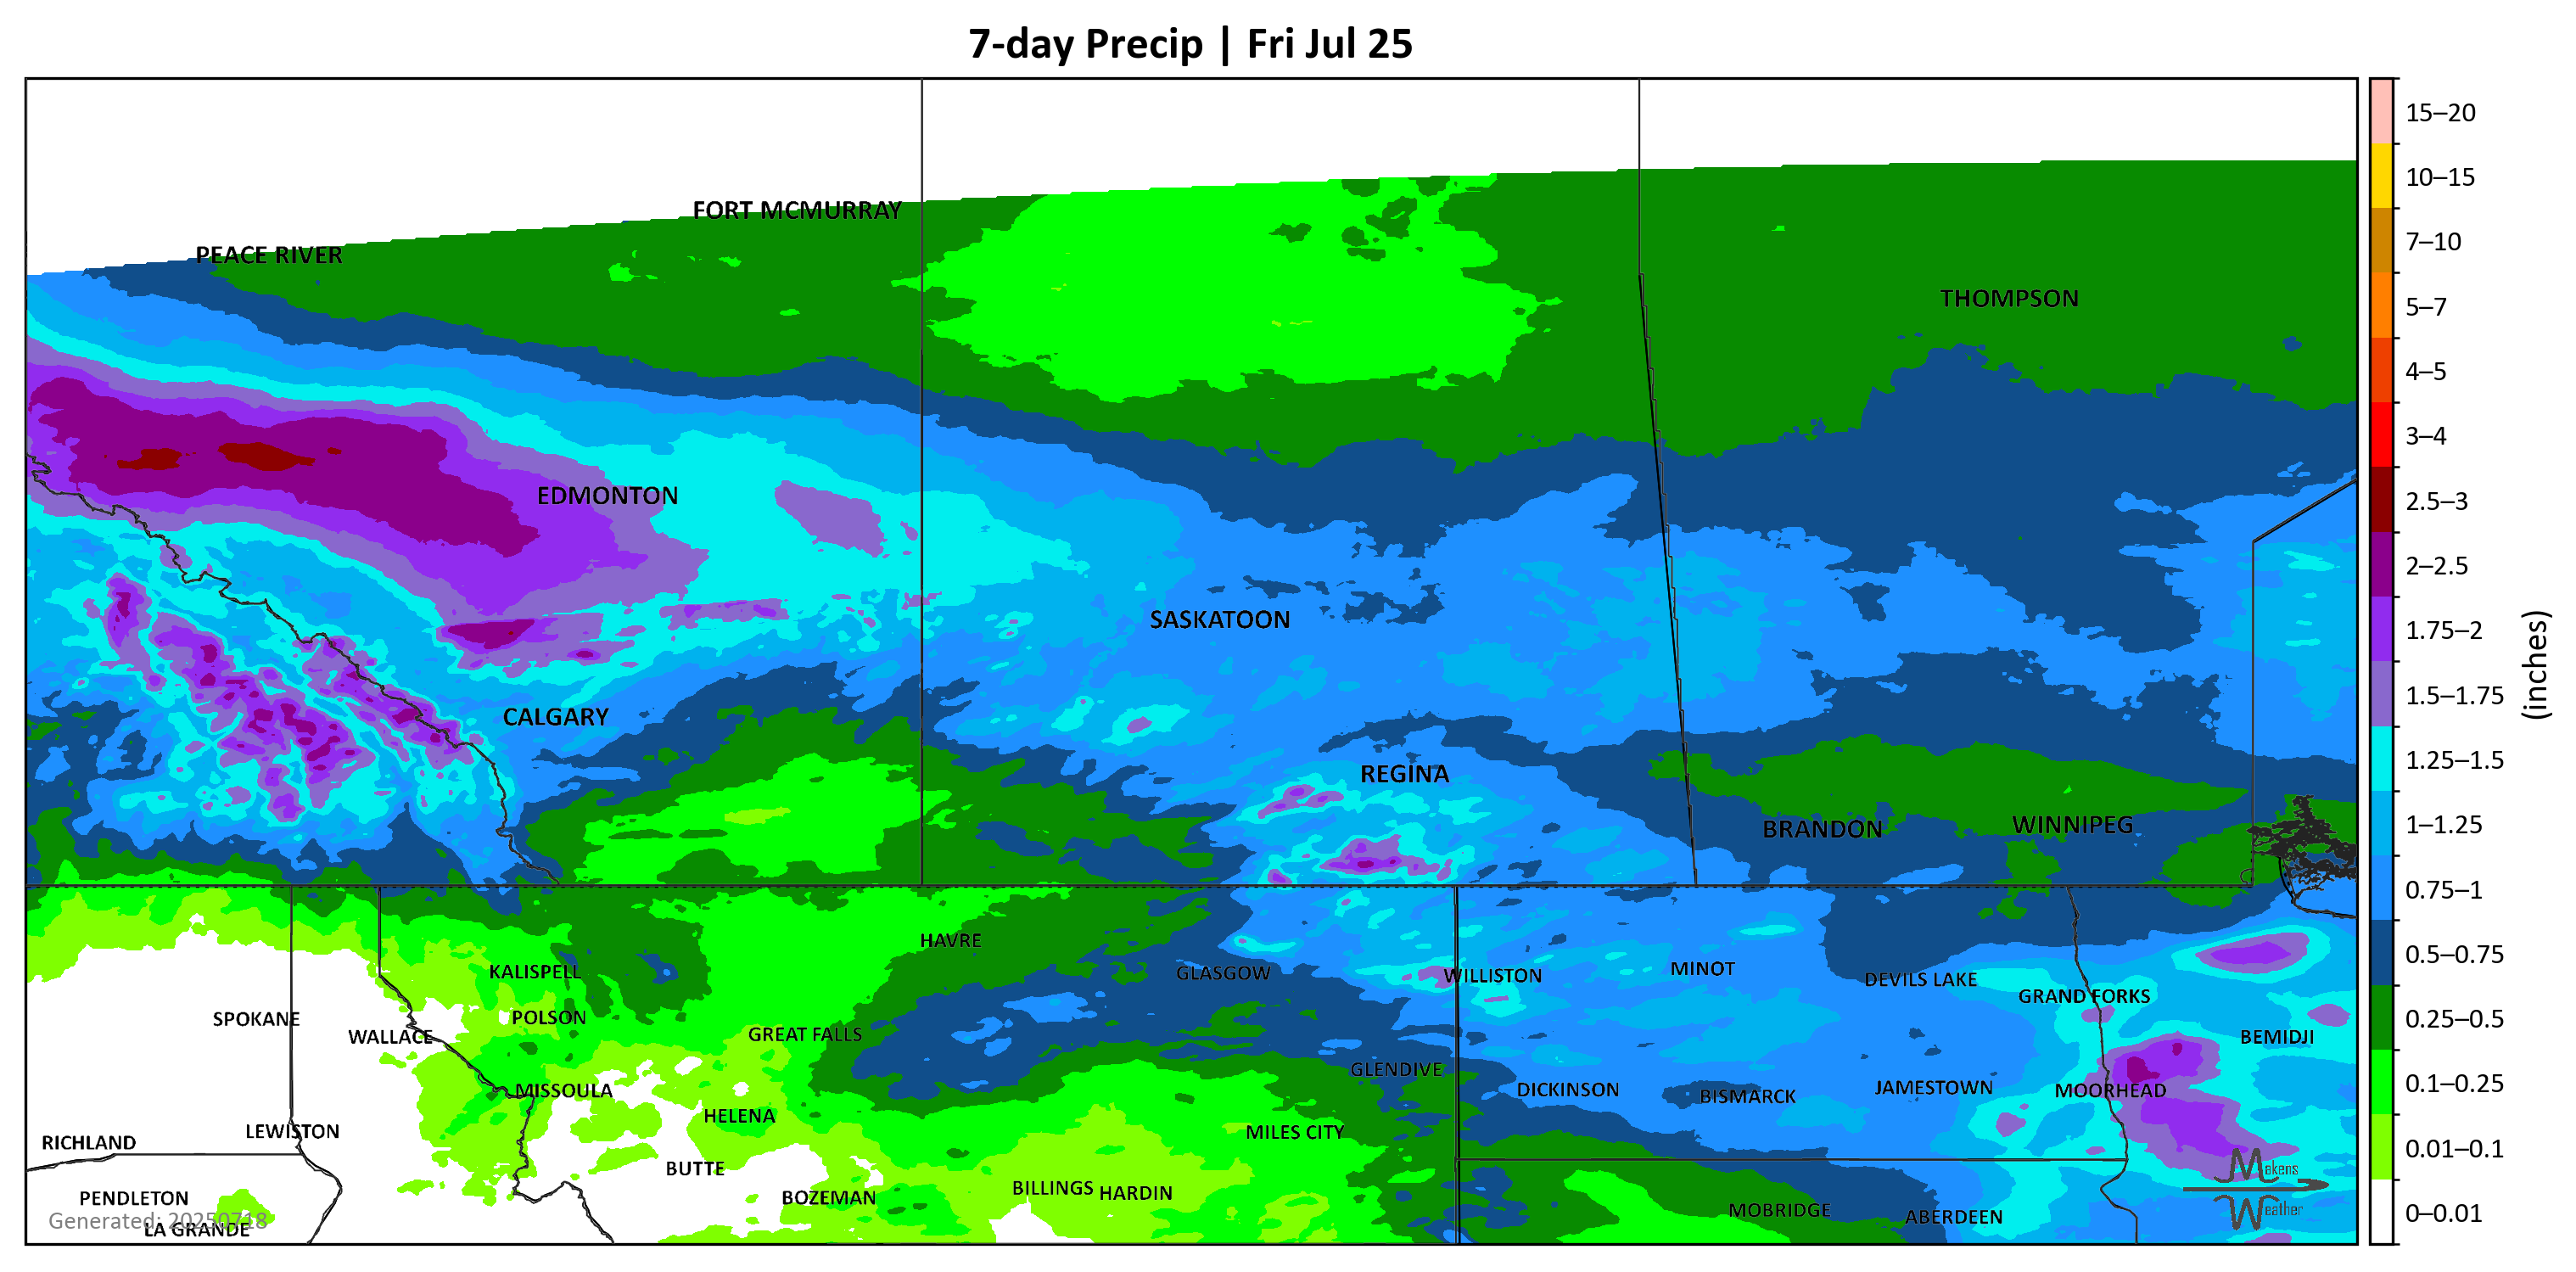 7-day Precip | Fri Jul 25
FORT MCMURRAY
PEACE RIVER
THOMPSON
EDMONTON
SASKATOON
CALGARY
REGINA
BRANDON
WINNIPEG
HAVRE
KALISPELL
GLASGOW
WILLISTON
MINOT
DEVILS LAKE
GRAND FORKS
SPOKANE
POLSON
WALLACE
GREAT FALLS
BEMIDJI
GLENDIVE
MISSOULA
DICKINSON
BISMARCK
JAMESTOWN
MOORHEAD
HELENA
RICHLAND
LEWISTON
MILES CITY
BUTTE
PENDLETON
BOZEMAN
BILLINGS
HARDIN
MOBRIDGE
ABERDEEN
Generated: 20250718
LA GRANDE
Makens
Weather
15–20
10–15
7–10
5–7
4–5
3–4
2.5–3
2–2.5
1.75–2
1.5–1.75
1.25–1.5
1–1.25
0.75–1
0.5–0.75
0.25–0.5
0.1–0.25
0.01–0.1
0–0.01
(inches)